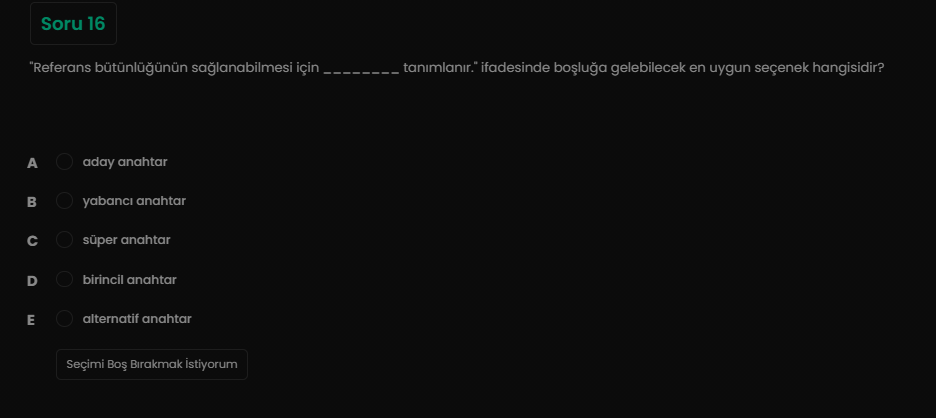 Soru 16
"Referans bütünlüğünün sağlanabilmesi için ________ tanımlanır." ifadesinde boşluğa gelebilecek en uygun seçenek hangisidir?
A aday anahtar
B yabancı anahtar
C süper anahtar
D birincil anahtar
E alternatif anahtar
Seçimi Boş Bırakmak İstiyorum